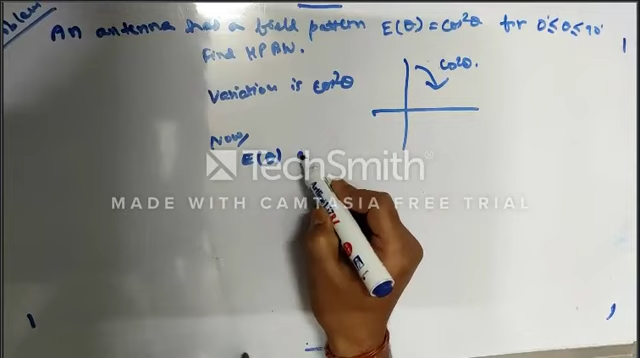 Problem An antenna has a field pattern E(θ) = cos²θ for 0°≤ θ ≤ 90°
Find HPBW.
cos²θ.
Variation is cos²θ
Now,
E(θ)
TechSmith®
MADE WITH CAMTASIA FREE TRIAL